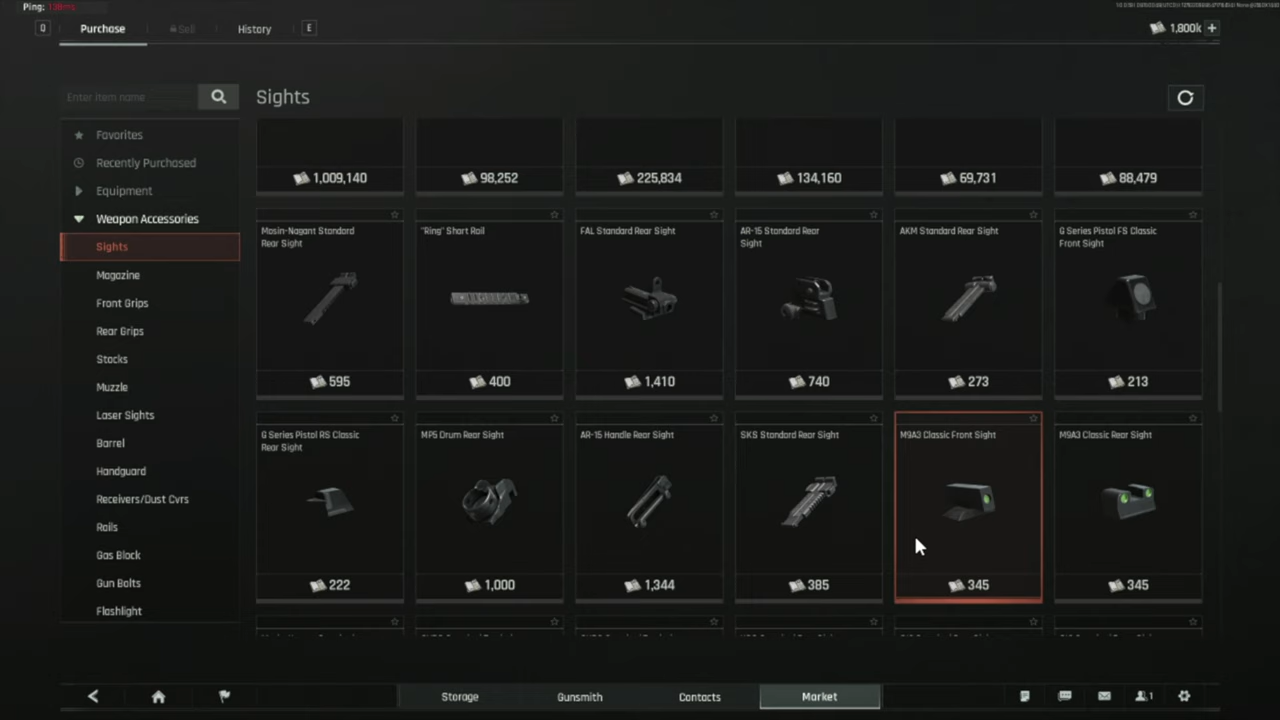 Ping: 138ms
Q Purchase Sell History E 1,800k +
Enter item name
Sights
Favorites
Recently Purchased
Equipment
Weapon Accessories
Sights
Magazine
Front Grips
Rear Grips
Stocks
Muzzle
Laser Sights
Barrel
Handguard
Receivers/Dust Cvrs
Rails
Gas Block
Gun Bolts
Flashlight
1,009,140 98,252 225,834 134,160 69,731 88,479
Mosin-Nagant Standard
Rear Sight
595
"Ring" Short Rail
400
FAL Standard Rear Sight
1,410
AR-15 Standard Rear
Sight
740
AKM Standard Rear Sight
273
G Series Pistol FS Classic
Front Sight
213
G Series Pistol RS Classic
Rear Sight
222
MP5 Drum Rear Sight
1,000
AR-15 Handle Rear Sight
1,344
SKS Standard Rear Sight
385
M9A3 Classic Front Sight
345
M9A3 Classic Rear Sight
345
Storage Gunsmith Contacts Market 1